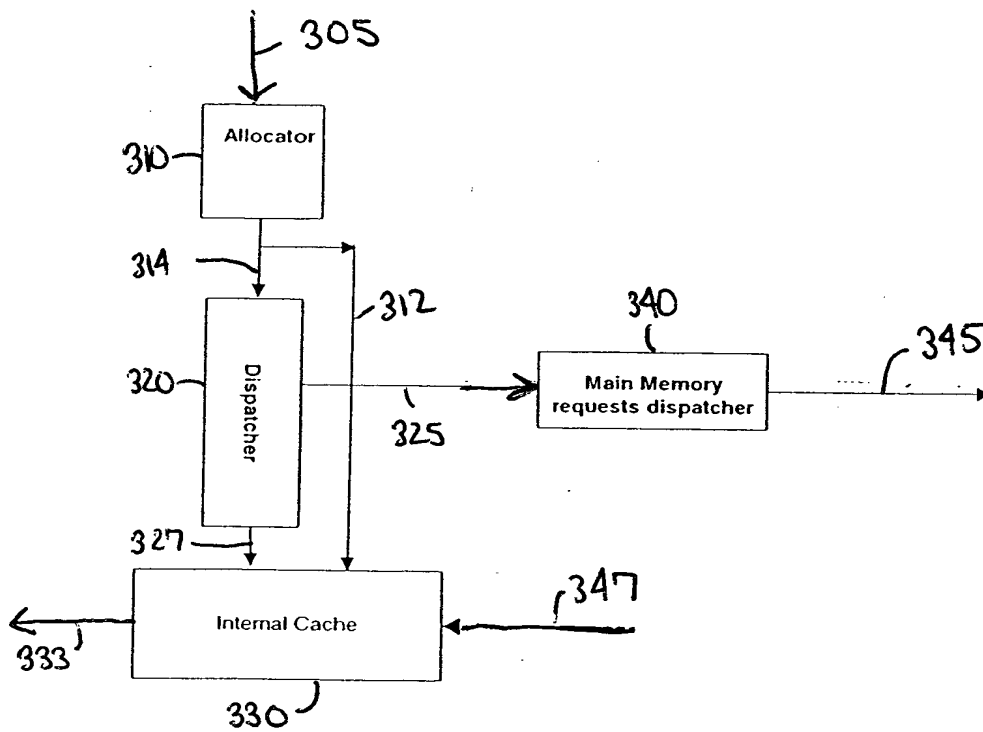 305
Allocator
310
314
312
340
345
320
Dispatcher
Main Memory
requests dispatcher
325
327
347
Internal Cache
333
330